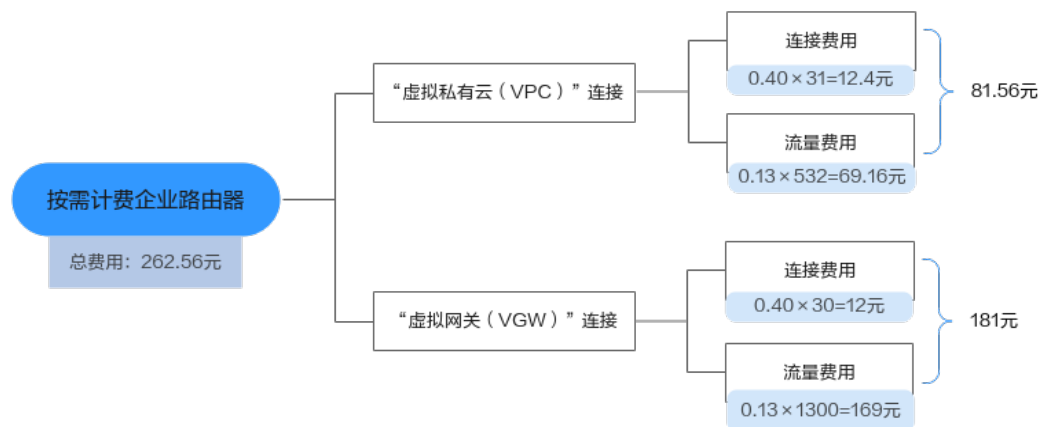 按需计费企业路由器
总费用：262.56元
“虚拟私有云（VPC）”连接
连接费用
0.40×31=12.4元
流量费用
0.13×532=69.16元
81.56元
“虚拟网关（VGW）”连接
连接费用
0.40×30=12元
流量费用
0.13×1300=169元
181元